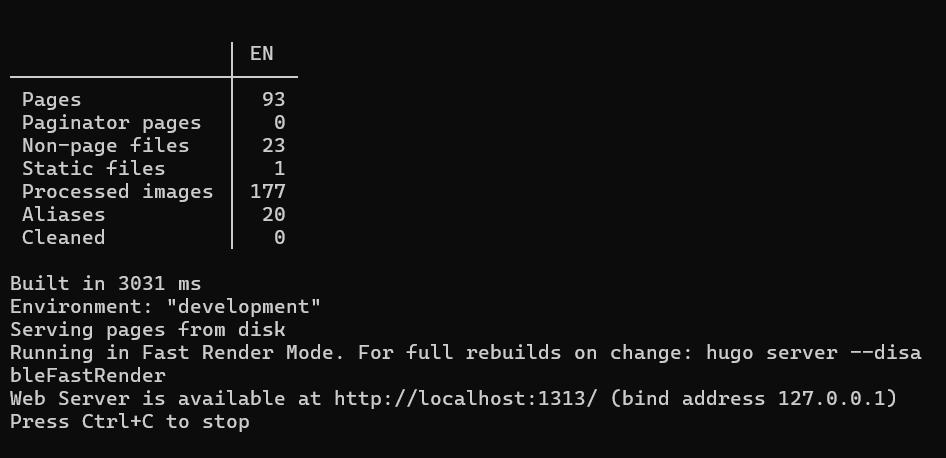 EN
Pages 93
Paginator pages 0
Non-page files 23
Static files 1
Processed images 177
Aliases 20
Cleaned 0
Built in 3031 ms
Environment: "development"
Serving pages from disk
Running in Fast Render Mode. For full rebuilds on change: hugo server --disa
bleFastRender
Web Server is available at http://localhost:1313/ (bind address 127.0.0.1)
Press Ctrl+C to stop